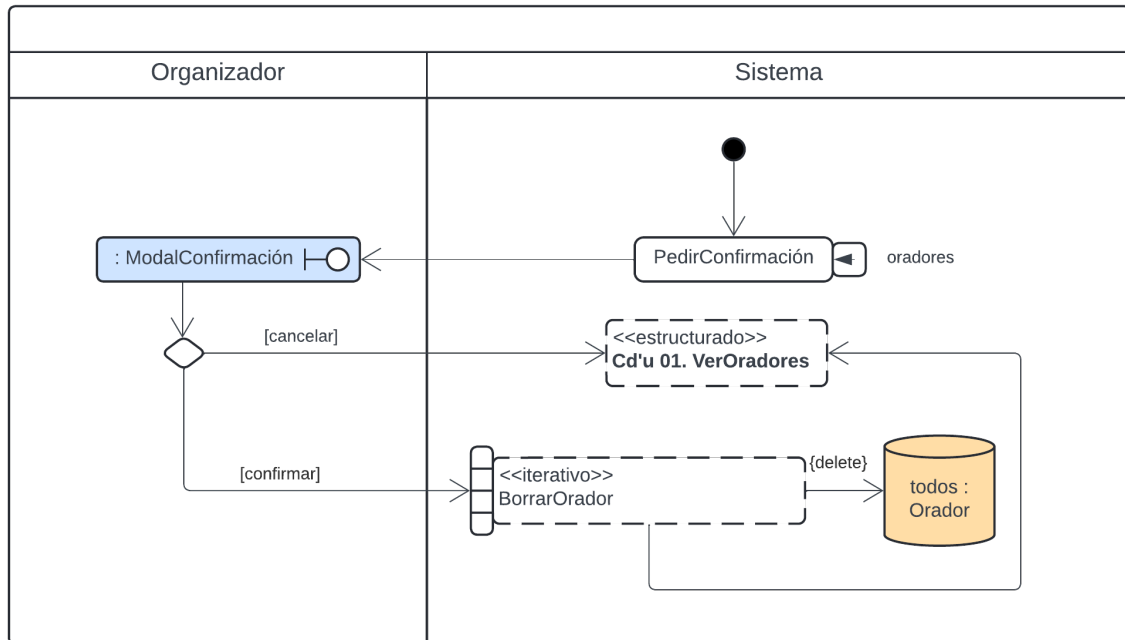 Organizador
Sistema
: ModalConfirmación
PedirConfirmación
oradores
[cancelar]
<<estructurado>>
Cd'u 01. VerOradores
[confirmar]
<<iterativo>>
BorrarOrador
{delete}
todos :
Orador